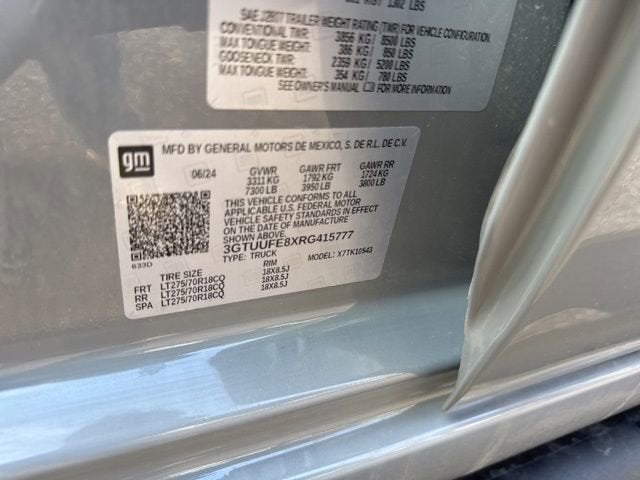 1302 LBS
SAE J2807 TRAILER WEIGHT RATING (TWR) FOR VEHICLE CONFIGURATION.
CONVENTIONAL TWR: 3856 KG / 8500 LBS
MAX TONGUE WEIGHT: 386 KG / 850 LBS
GOOSENECK TWR: 2359 KG / 5200 LBS
MAX TONGUE WEIGHT: 354 KG / 780 LBS
SEE OWNER'S MANUAL FOR MORE INFORMATION.
gm
MFD BY GENERAL MOTORS DE MEXICO, S. DE R.L. DE C.V.
06/24 GVWR GAWR FRT GAWR RR
3311 KG 1792 KG 1724 KG
7300 LB 3950 LB 3800 LB
THIS VEHICLE CONFORMS TO ALL
APPLICABLE U.S. FEDERAL MOTOR
VEHICLE SAFETY STANDARDS IN EFFECT
ON THE DATE OF MANUFACTURE
SHOWN ABOVE.
3GTUUFE8XRG415777
TYPE: TRUCK MODEL: X7TK10543
633D
TIRE SIZE RIM
FRT LT275/70R18CQ 18X8.5J
RR LT275/70R18CQ 18X8.5J
SPA LT275/70R18CQ 18X8.5J